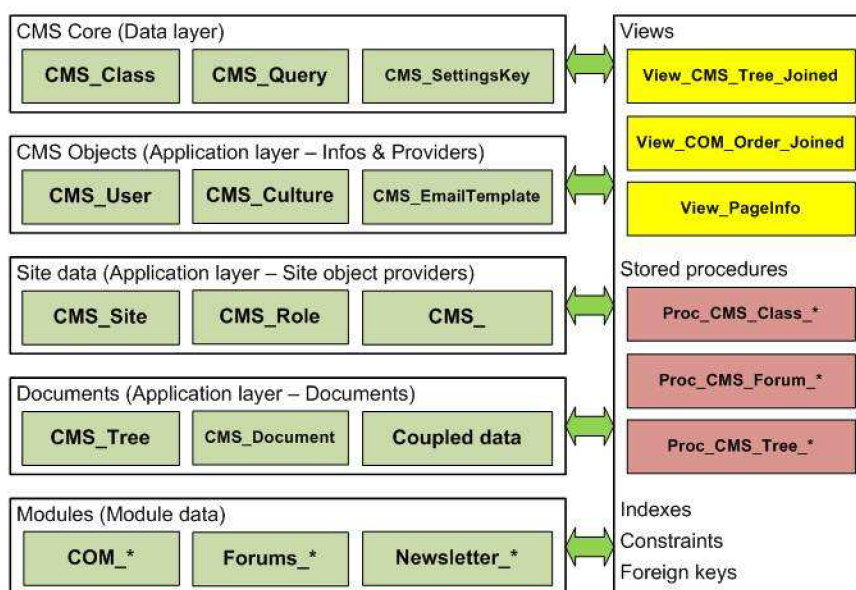 CMS Core (Data layer)
CMS_Class
CMS_Query
CMS_SettingsKey
CMS Objects (Application layer – Infos & Providers)
CMS_User
CMS_Culture
CMS_EmailTemplate
Site data (Application layer – Site object providers)
CMS_Site
CMS_Role
CMS_
Documents (Application layer – Documents)
CMS_Tree
CMS_Document
Coupled data
Modules (Module data)
COM_*
Forums_*
Newsletter_*
Views
View_CMS_Tree_Joined
View_COM_Order_Joined
View_PageInfo
Stored procedures
Proc_CMS_Class_*
Proc_CMS_Forum_*
Proc_CMS_Tree_*
Indexes
Constraints
Foreign keys